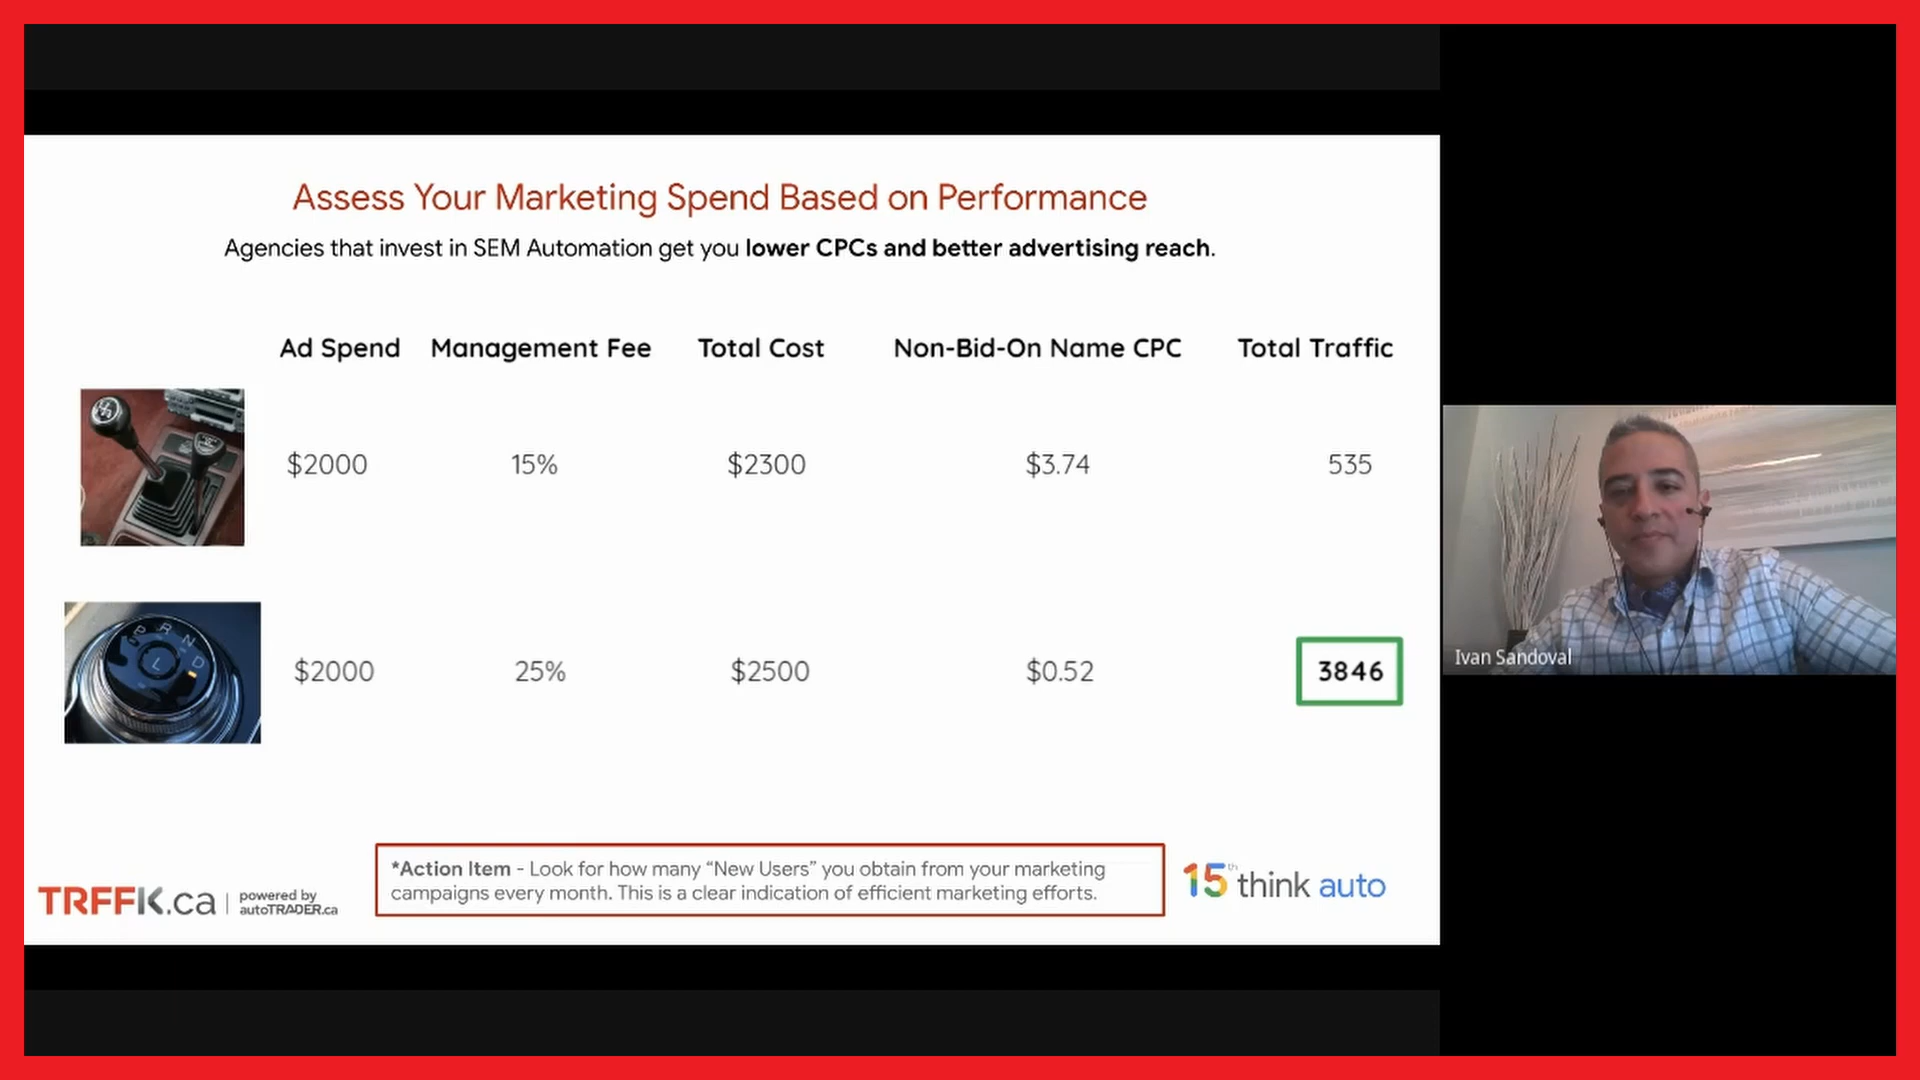 Assess Your Marketing Spend Based on Performance
Agencies that invest in SEM Automation get you lower CPCs and better advertising reach.
Ad Spend Management Fee Total Cost Non-Bid-On Name CPC Total Traffic
$2000 15% $2300 $3.74 535
P R N D L
$2000 25% $2500 $0.52 3846
Ivan Sandoval
*Action Item - Look for how many “New Users” you obtain from your marketing
campaigns every month. This is a clear indication of efficient marketing efforts.
TRFFK.ca | powered by
autoTRADER.ca
15th think auto